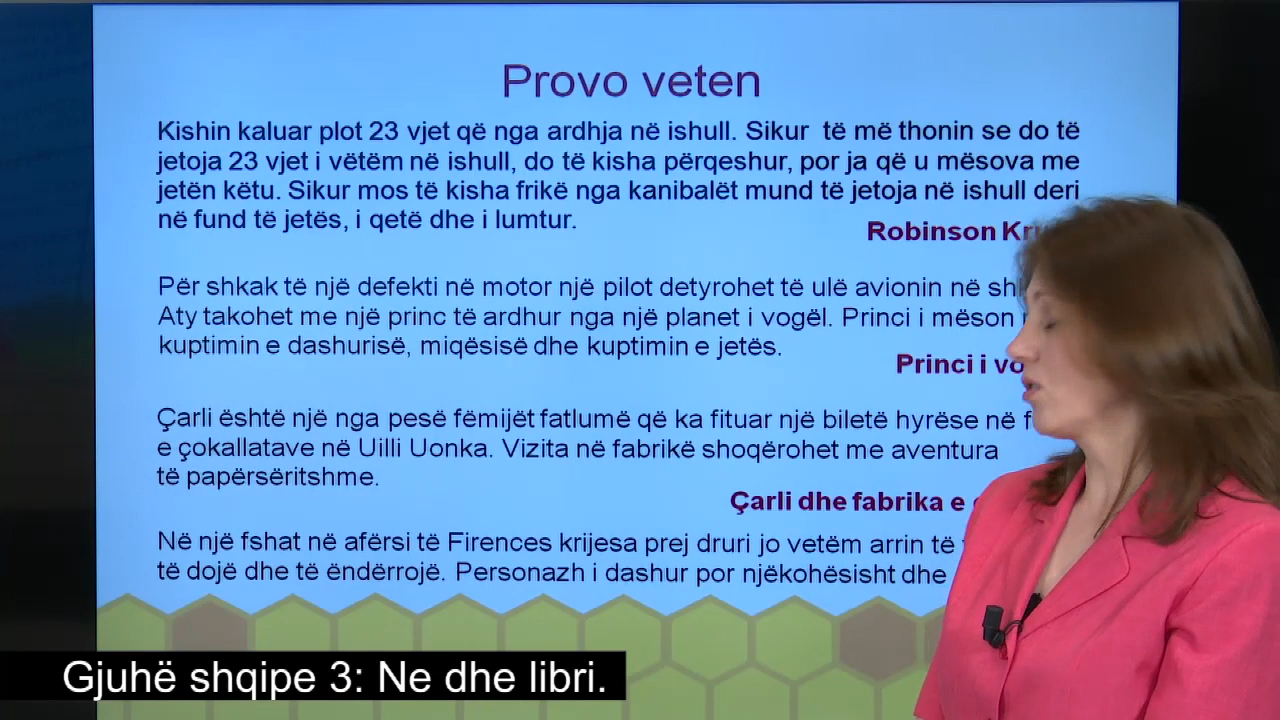 Provo veten
Kishin kaluar plot 23 vjet që nga ardhja në ishull. Sikur të më thonin se do të
jetoja 23 vjet i vëtëm në ishull, do të kisha përqeshur, por ja që u mësova me
jetën këtu. Sikur mos të kisha frikë nga kanibalët mund të jetoja në ishull deri
në fund të jetës, i qetë dhe i lumtur.
Robinson
Për shkak të një defekti në motor një pilot detyrohet të ulë avionin në
Aty takohet me një princ të ardhur nga një planet i vogël. Princi i mëson
kuptimin e dashurisë, miqësisë dhe kuptimin e jetës.
Princi i
Çarli është një nga pesë fëmijët fatlumë që ka fituar një biletë hyrëse në
e çokallatave në Uilli Uonka. Vizita në fabrikë shoqërohet me aventura
të papërsëritshme.
Çarli dhe fabrika e
Në një fshat në afërsi të Firences krijesa prej druri jo vetëm arrin të
të dojë dhe të ëndërrojë. Personazh i dashur por njëkohësisht dhe
Gjuhë shqipe 3: Ne dhe libri.